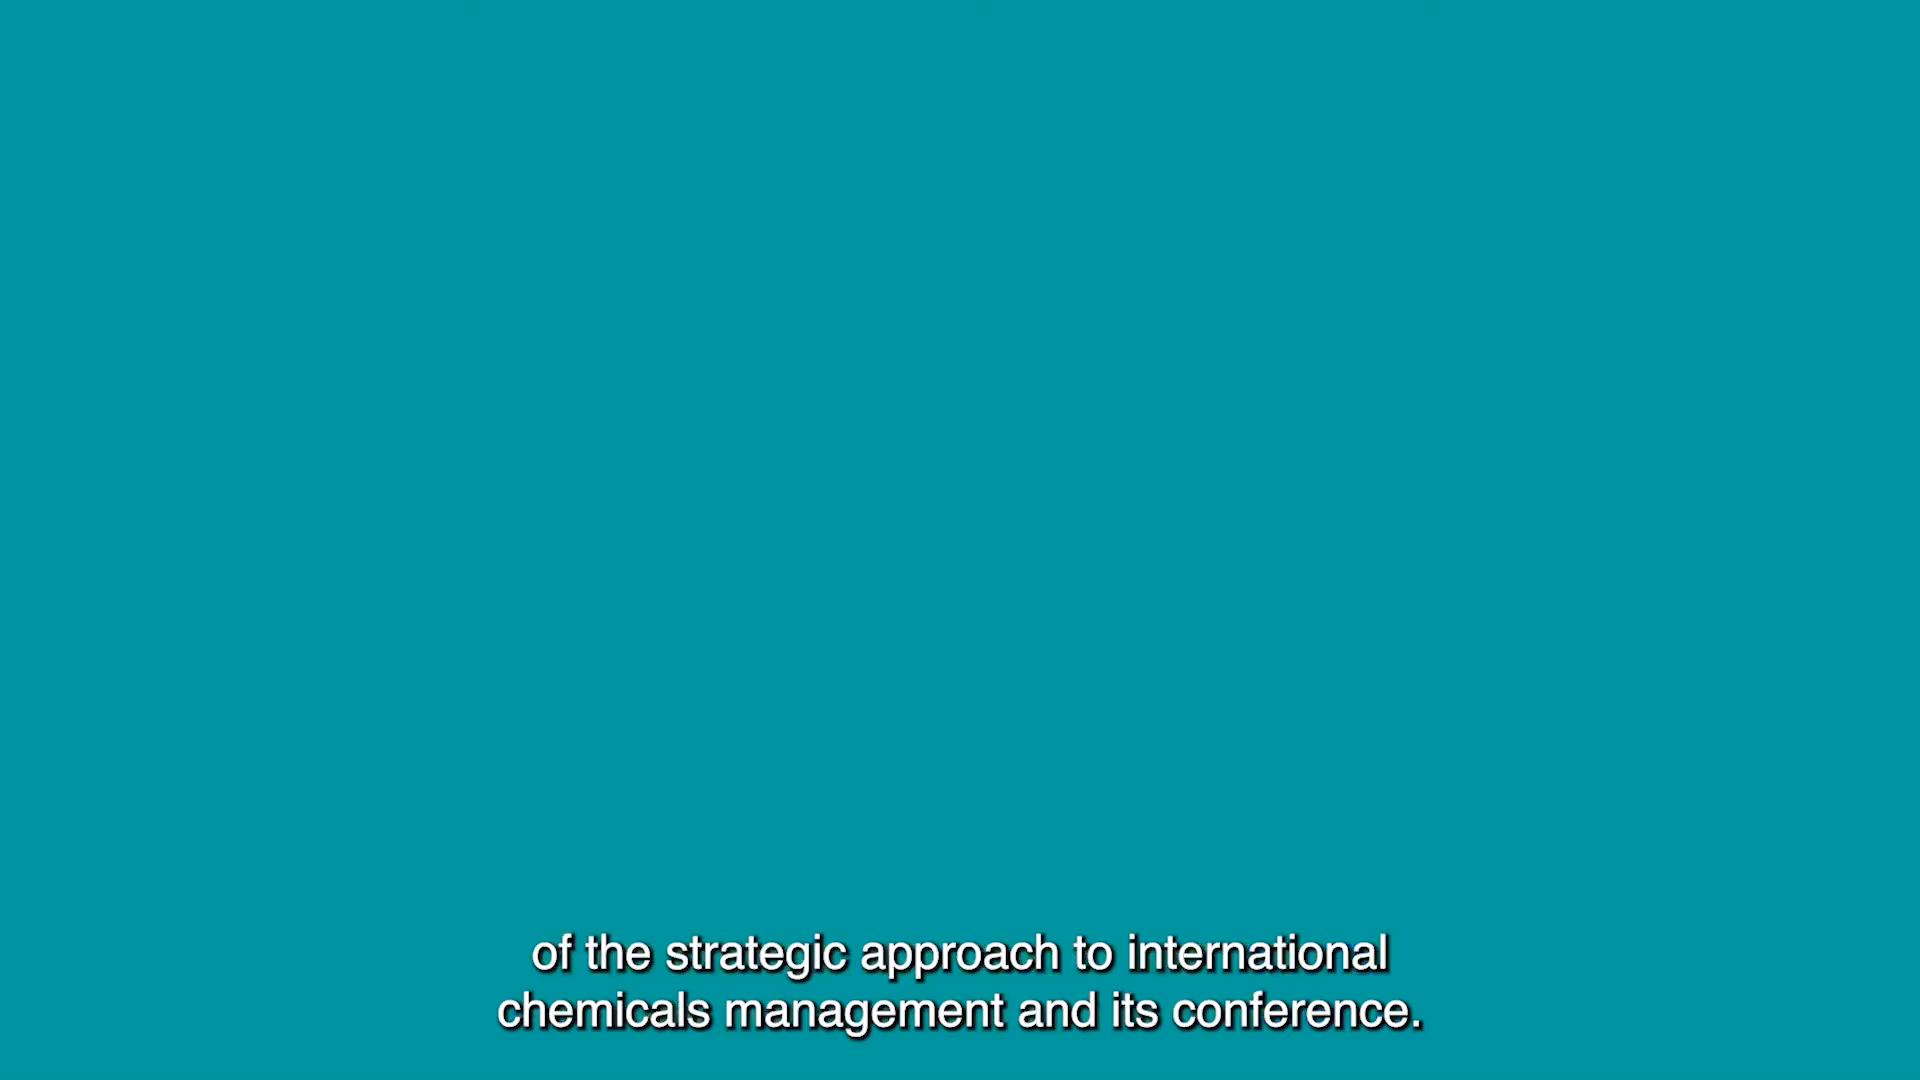 of the strategic approach to international
chemicals management and its conference.